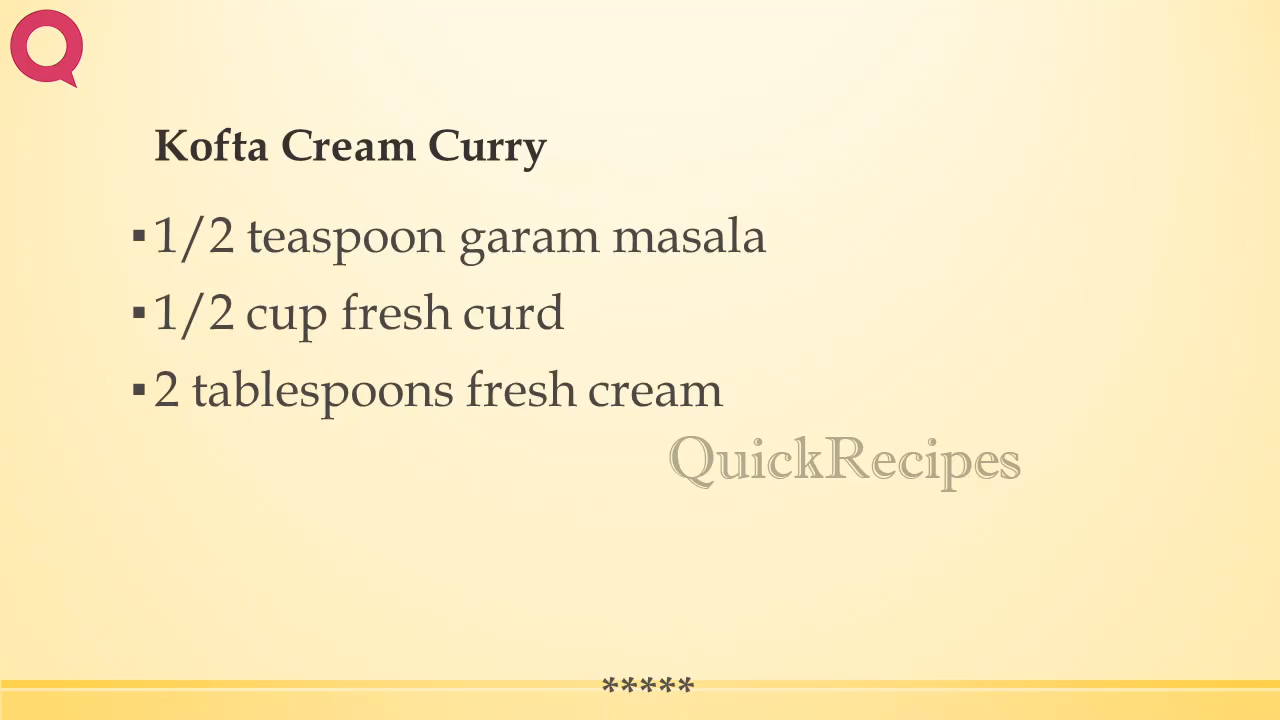 Kofta Cream Curry
▪1/2 teaspoon garam masala
▪1/2 cup fresh curd
▪2 tablespoons fresh cream
QuickRecipes
*****